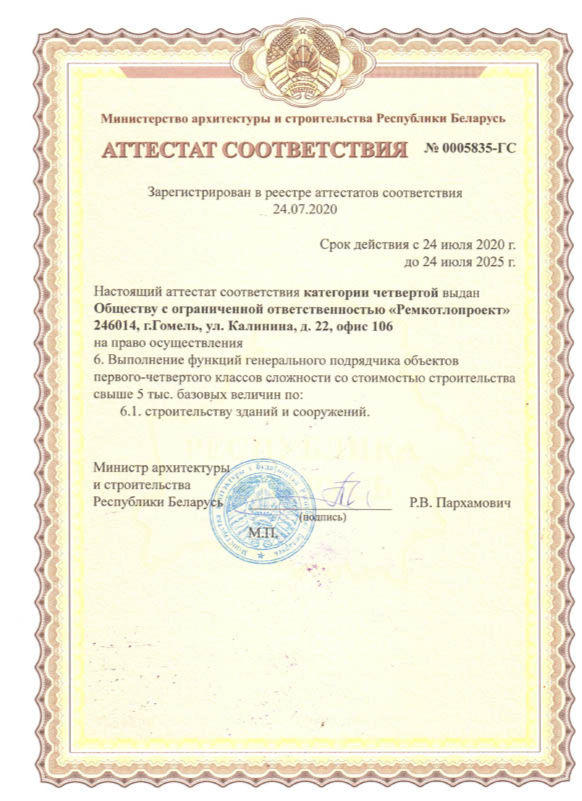 Министерство архитектуры и строительства Республики Беларусь
АТТЕСТАТ СООТВЕТСТВИЯ № 0005835-ГС
Зарегистрирован в реестре аттестатов соответствия
24.07.2020
Срок действия с 24 июля 2020 г.
до 24 июля 2025 г.
Настоящий аттестат соответствия категории четвертой выдан
Обществу с ограниченной ответственностью «Ремкотлопроект»
246014, г.Гомель, ул. Калинина, д. 22, офис 106
на право осуществления
6. Выполнение функций генерального подрядчика объектов
первого-четвертого классов сложности со стоимостью строительства
свыше 5 тыс. базовых величин по:
6.1. строительству зданий и сооружений.
РЕСПУБЛИКА
Министр архитектуры
и строительства
Республики Беларусь Р.В. Пархамович
(подпись)
М.П.